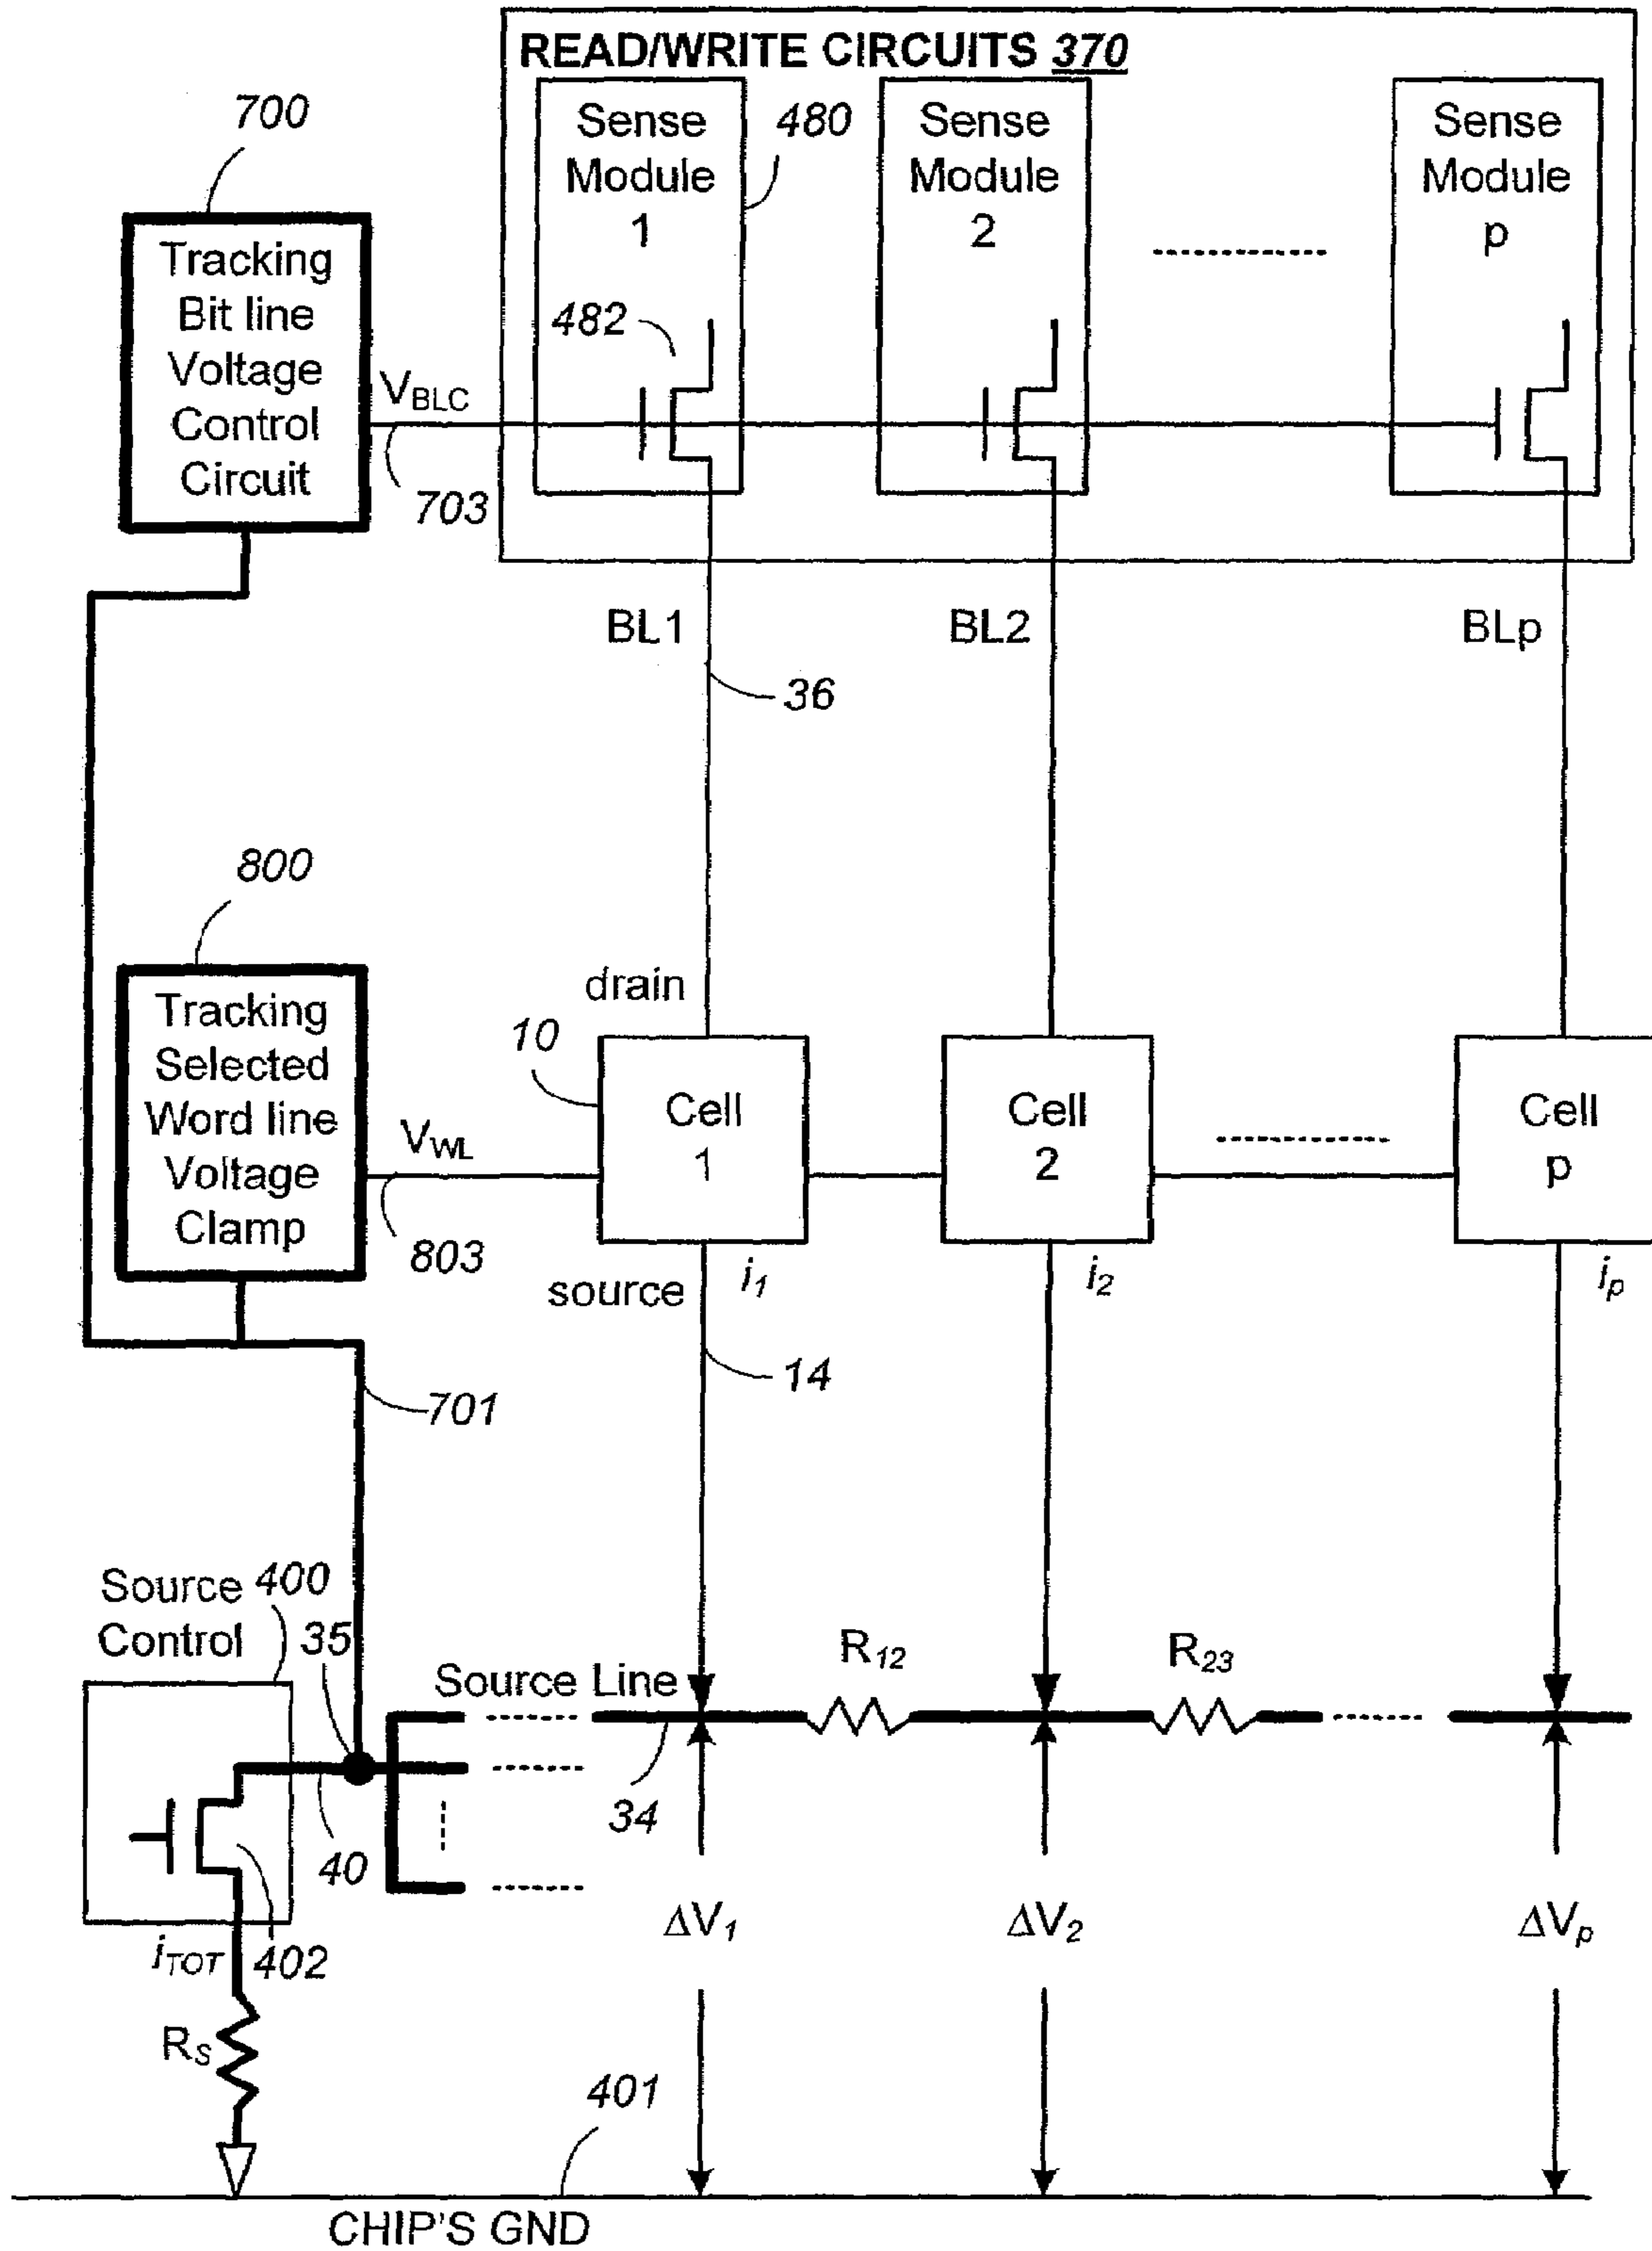 READ/WRITE CIRCUITS 370
700
Sense
Module
1
480
Sense
Module
2
Sense
Module
p
482
Tracking
Bit line
Voltage
Control
Circuit
VBLC
703
BL1
BL2
BLp
36
800
drain
10
Tracking
Selected
Word line
Voltage
Clamp
VWL
803
Cell
1
Cell
2
Cell
p
source
i1
i2
ip
14
701
Source
Control
400
35
Source Line
R12
R23
34
40
402
iTOT
ΔV1
ΔV2
ΔVp
RS
401
CHIP'S GND